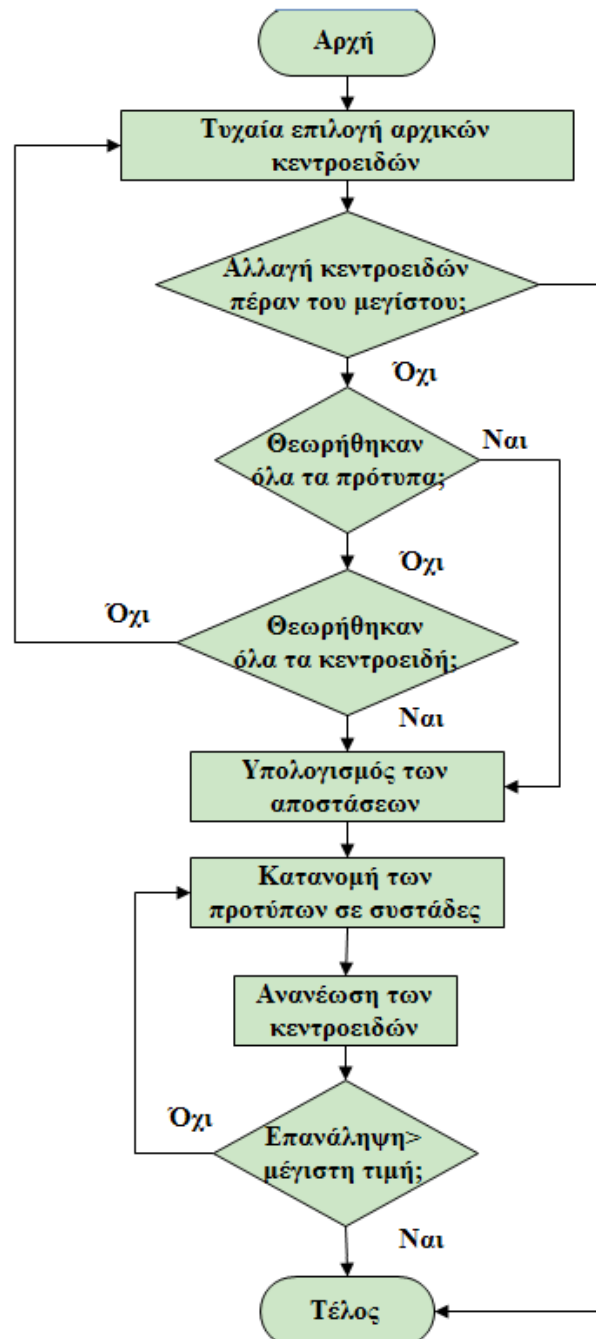 Αρχή
Τυχαία επιλογή αρχικών
κεντροειδών
Αλλαγή κεντροειδών
πέραν του μεγίστου;
Όχι
Θεωρήθηκαν
όλα τα πρότυπα;
Ναι
Όχι
Θεωρήθηκαν
όλα τα κεντροειδή;
Όχι
Ναι
Υπολογισμός των
αποστάσεων
Κατανομή των
προτύπων σε συστάδες
Ανανέωση των
κεντροειδών
Επανάληψη>
μέγιστη τιμή;
Όχι
Ναι
Τέλος